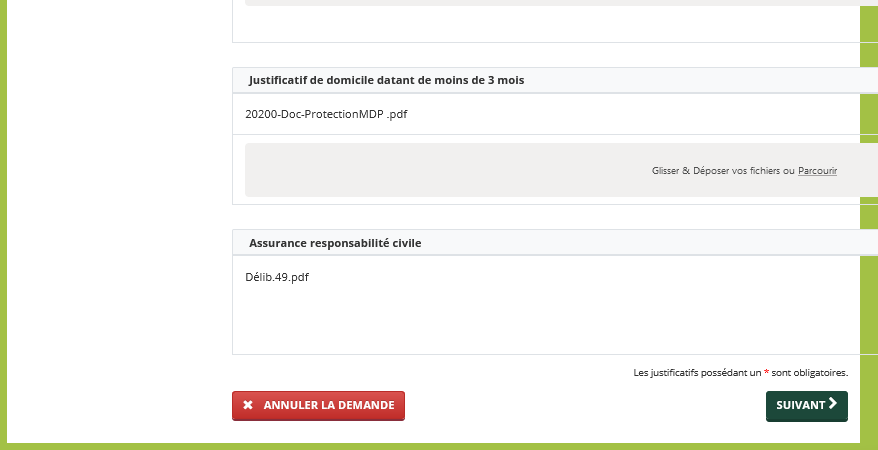 Justificatif de domicile datant de moins de 3 mois
20200-Doc-ProtectionMDP .pdf
Glisser & Déposer vos fichiers ou Parcourir
Assurance responsabilité civile
Délib.49.pdf
Les justificatifs possédant un * sont obligatoires.
ANNULER LA DEMANDE
SUIVANT